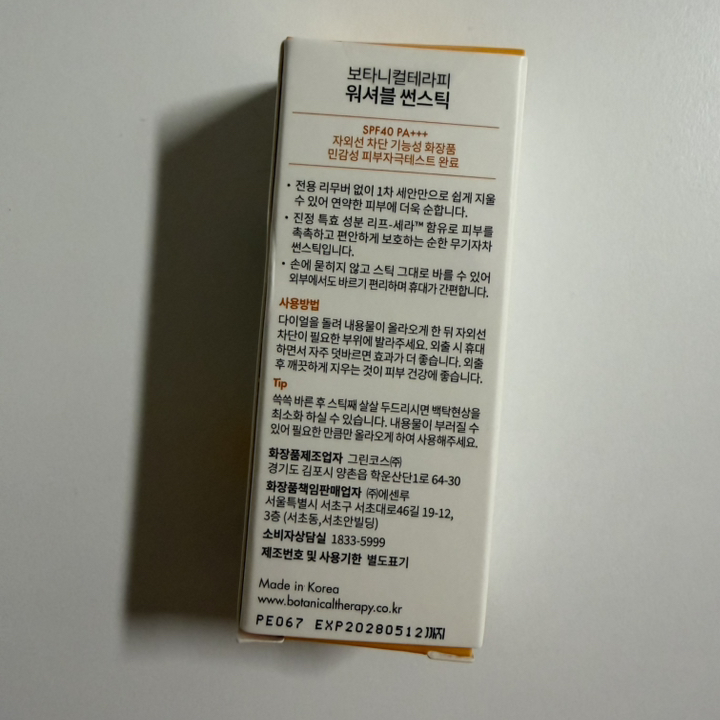 보타니컬테라피
워셔블 썬스틱
SPF40 PA+++
자외선 차단 기능성 화장품
민감성 피부자극테스트 완료
• 전용 리무버 없이 1차 세안만으로 쉽게 지울
수 있어 연약한 피부에 더욱 순합니다.
• 진정 특효 성분 리프-세라™ 함유로 피부를
촉촉하고 편안하게 보호하는 순한 무기자차
썬스틱입니다.
• 손에 묻히지 않고 스틱 그대로 바를 수 있어
외부에서도 바르기 편리하며 휴대가 간편합니다.
사용방법
다이얼을 돌려 내용물이 올라오게 한 뒤 자외선
차단이 필요한 부위에 발라주세요. 외출 시 휴대
하면서 자주 덧바르면 효과가 더 좋습니다. 외출
후 깨끗하게 지우는 것이 피부 건강에 좋습니다.
Tip
쓱쓱 바른 후 스틱째 살살 두드리시면 백탁현상을
최소화 하실 수 있습니다. 내용물이 부러질 수
있어 필요한 만큼만 올라오게 하여 사용해주세요.
화장품제조업자 그린코스㈜
경기도 김포시 양촌읍 학운산단1로 64-30
화장품책임판매업자 ㈜에센루
서울특별시 서초구 서초대로46길 19-12,
3층 (서초동,서초안빌딩)
소비자상담실 1833-5999
제조번호 및 사용기한 별도표기
Made in Korea
www.botanicaltherapy.co.kr
PE067 EXP20280512까지